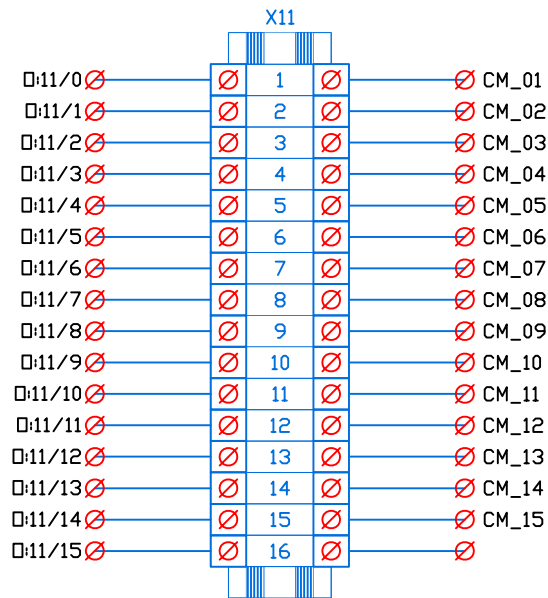 X11
O:11/0 1 CM_01
O:11/1 2 CM_02
O:11/2 3 CM_03
O:11/3 4 CM_04
O:11/4 5 CM_05
O:11/5 6 CM_06
O:11/6 7 CM_07
O:11/7 8 CM_08
O:11/8 9 CM_09
O:11/9 10 CM_10
O:11/10 11 CM_11
O:11/11 12 CM_12
O:11/12 13 CM_13
O:11/13 14 CM_14
O:11/14 15 CM_15
O:11/15 16